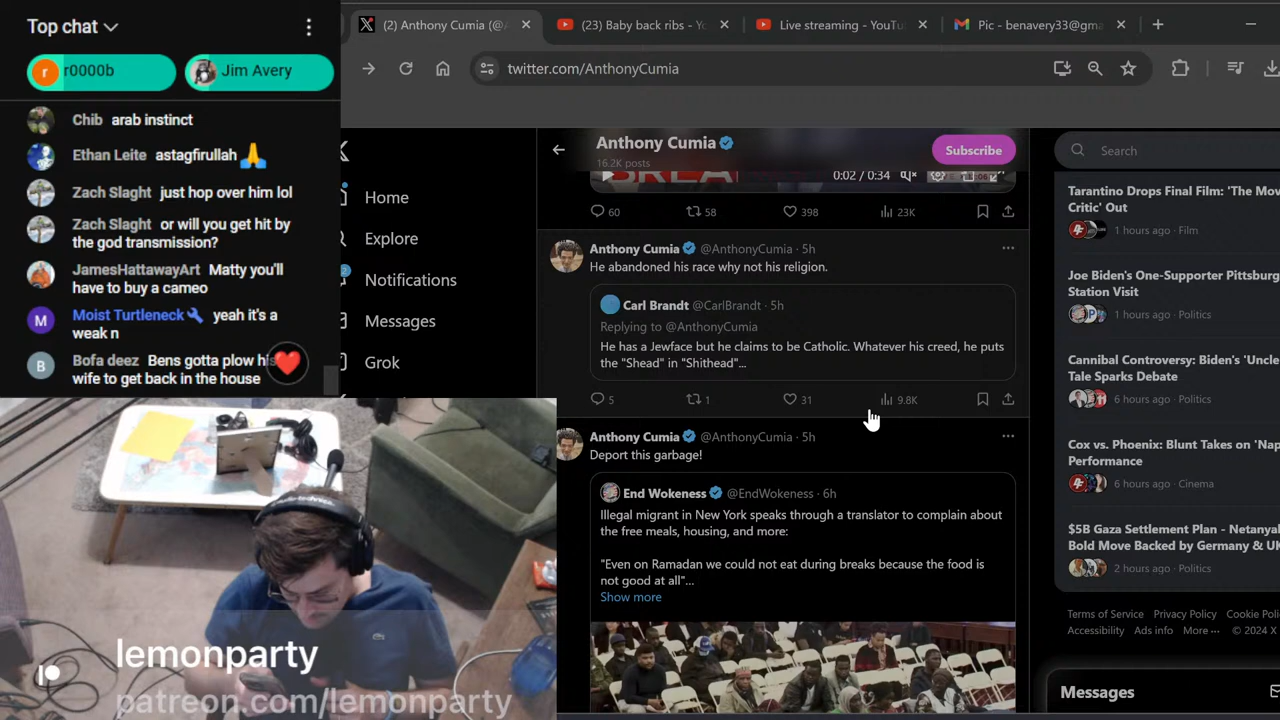 Top chat
r0000b
Jim Avery
Chib arab instinct
Ethan Leite astagfirullah 🙏
Zach Slaght just hop over him lol
Zach Slaght or will you get hit by
the god transmission?
JamesHattawayArt Matty you'll
have to buy a cameo
M
Moist Turtleneck yeah it's a
weak n
B
Bofa deez Bens gotta plow his
wife to get back in the house
lemonparty
patreon.com/lemonparty
(2) Anthony Cumia (@A
(23) Baby back ribs - Yo
Live streaming - YouTu
Pic - benavery33@gma
twitter.com/AnthonyCumia
Home
Explore
Notifications
Messages
Grok
Anthony Cumia
16.2K posts
Subscribe
0:02 / 0:34
60
58
398
23K
Anthony Cumia @AnthonyCumia · 5h
He abandoned his race why not his religion.
Carl Brandt @CarlBrandt · 5h
Replying to @AnthonyCumia
He has a Jewface but he claims to be Catholic. Whatever his creed, he puts
the "Shead" in "Shithead"...
5
1
31
9.8K
Anthony Cumia @AnthonyCumia · 5h
Deport this garbage!
End Wokeness @EndWokeness · 6h
Illegal migrant in New York speaks through a translator to complain about
the free meals, housing, and more:
"Even on Ramadan we could not eat during breaks because the food is
not good at all"...
Show more
Search
Tarantino Drops Final Film: 'The Mov
Critic' Out
1 hours ago · Film
Joe Biden's One-Supporter Pittsburg
Station Visit
1 hours ago · Politics
Cannibal Controversy: Biden's 'Uncle
Tale Sparks Debate
6 hours ago · Politics
Cox vs. Phoenix: Blunt Takes on 'Nap
Performance
6 hours ago · Cinema
$5B Gaza Settlement Plan - Netanyal
Bold Move Backed by Germany & UK
2 hours ago · Politics
Terms of Service Privacy Policy Cookie Poli
Accessibility Ads info More ··· © 2024 X
Messages